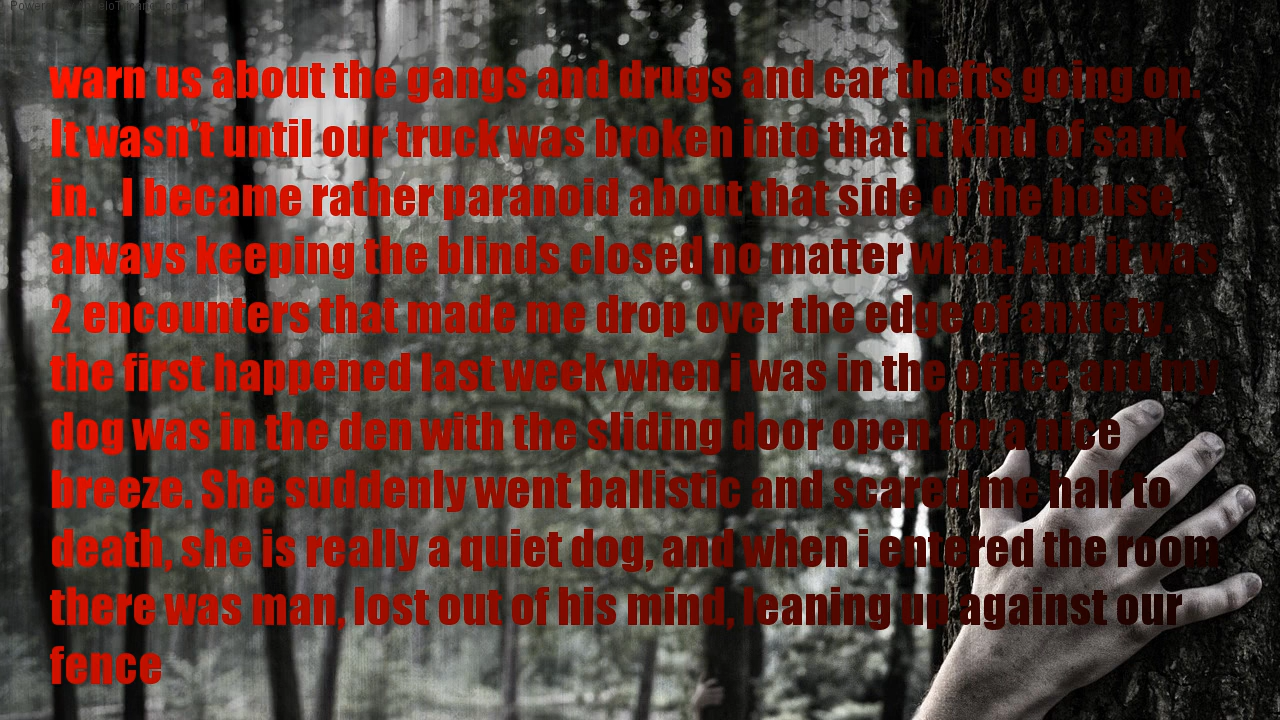 warn us about the gangs and drugs and car thefts going on.
It wasn't until our truck was broken into that it kind of sank
in.  I became rather paranoid about that side of the house,
always keeping the blinds closed no matter what. And it was
2 encounters that made me drop over the edge of anxiety.
the first happened last week when i was in the office and my
dog was in the den with the sliding door open for a nice
breeze. She suddenly went ballistic and scared me half to
death, she is really a quiet dog, and when i entered the room
there was man, lost out of his mind, leaning up against our
fence